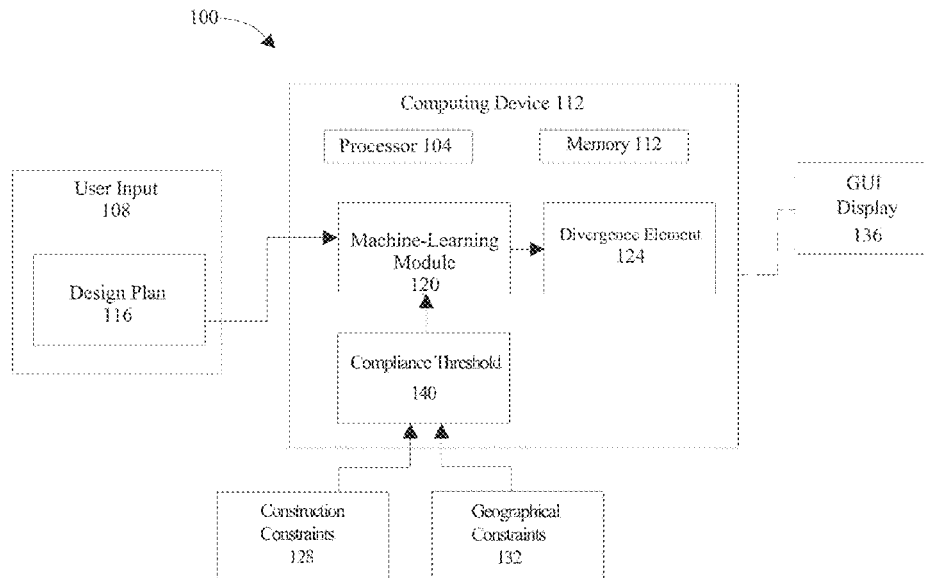 100
Computing Device 112
Processor 104
Memory 112
User Input
108
GUI
Display
136
Machine-Learning
Module
120
Divergence Element
124
Design Plan
116
Compliance Threshold
140
Construction
Constraints
128
Geographical
Constraints
132